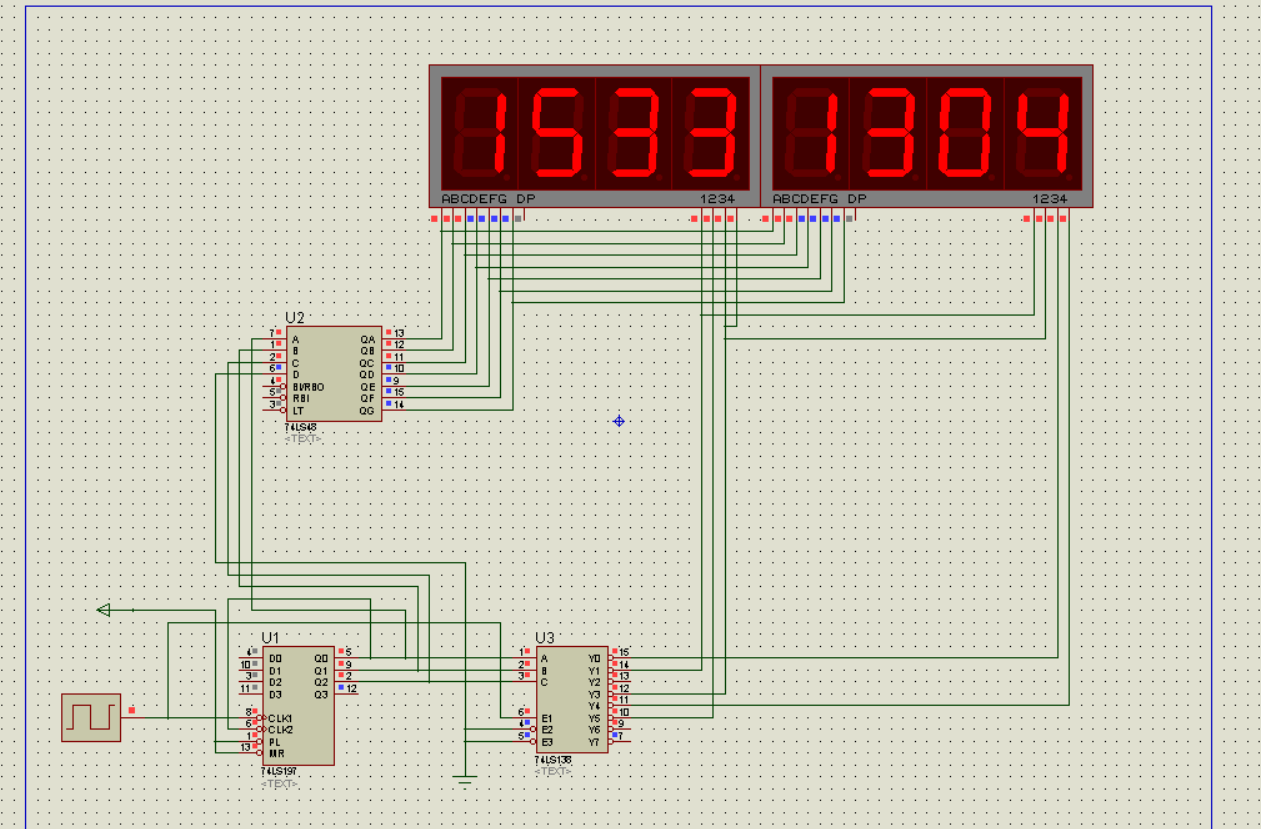 1533 1304
ABCDEFG DP 1234 ABCDEFG DP 1234
U2
7 A QA 13
1 B QB 12
2 C QC 11
6 D QD 10
4 BI/RBO QE 9
5 RBI QF 15
3 LT QG 14
74LS48
<TEXT>
U1
4 D0 Q0 5
10 D1 Q1 9
3 D2 Q2 2
11 D3 Q3 12
8 CLK1
6 CLK2
1 PL
13 MR
74LS197
<TEXT>
U3
1 A Y0 15
2 B Y1 14
3 C Y2 13
Y3 12
Y4 11
6 E1 Y5 10
4 E2 Y6 9
5 E3 Y7 7
74LS138
<TEXT>